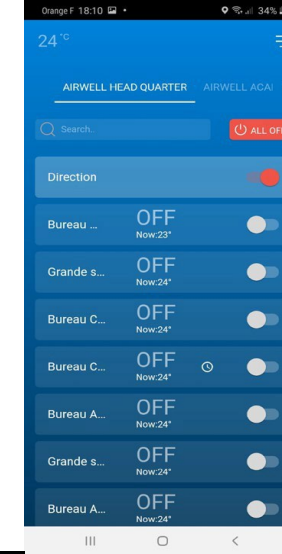 Orange F 18:10
34%
24°C
AIRWELL HEAD QUARTER AIRWELL ACAI
Search..
ALL OFF
Direction
Bureau ... OFF
Now:23°
Grande s... OFF
Now:24°
Bureau C... OFF
Now:24°
Bureau C... OFF
Now:24°
Bureau A... OFF
Now:24°
Grande s... OFF
Now:24°
Bureau A... OFF
Now:24°